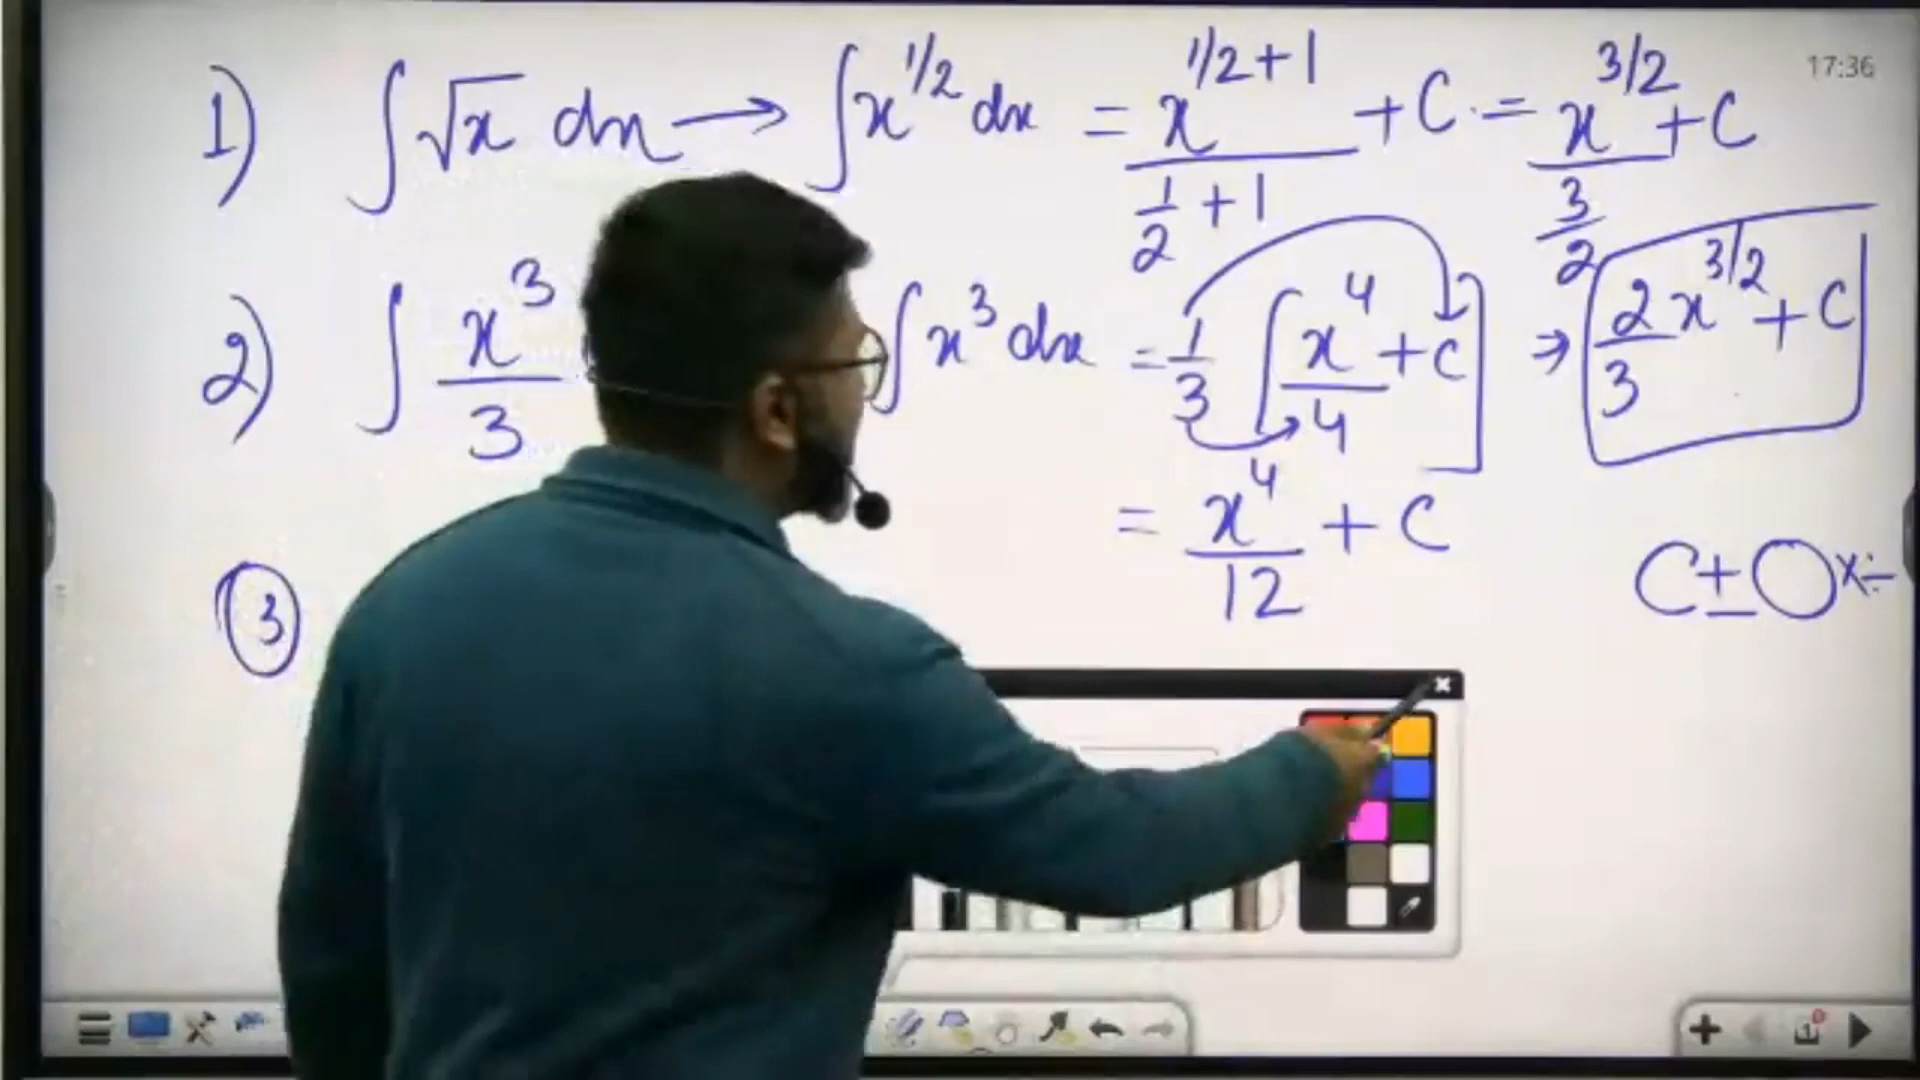 17:36
1) ∫√x dx → ∫x^1/2 dx = x^(1/2+1)/(1/2+1) + C. = x^3/2/(3/2) + C
2) ∫ x^3/3 ∫x^3 dx = 1/3 [x^4/4 + C] ⇒ 2/3 x^3/2 + C
= x^4/12 + C
C±O×÷
3